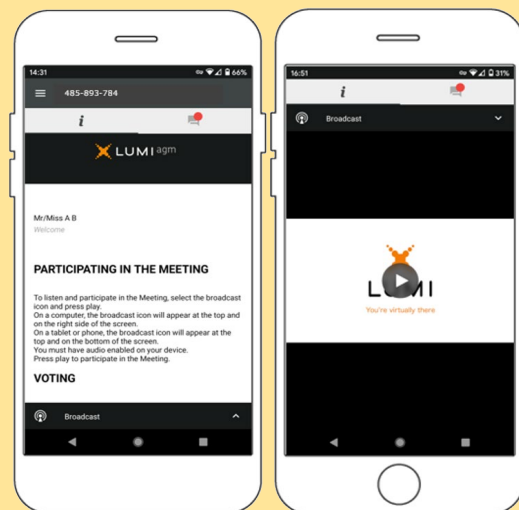 14:31
66%
485-893-784
i
LUMI agm
Mr/Miss A B
Welcome
PARTICIPATING IN THE MEETING
To listen and participate in the Meeting, select the broadcast
icon and press play.
On a computer, the broadcast icon will appear at the top and
on the right side of the screen.
On a tablet or phone, the broadcast icon will appear at the
top and on the bottom of the screen.
You must have audio enabled on your device.
Press play to participate in the Meeting.
VOTING
Broadcast
16:51
31%
i
Broadcast
LUMI
You're virtually there